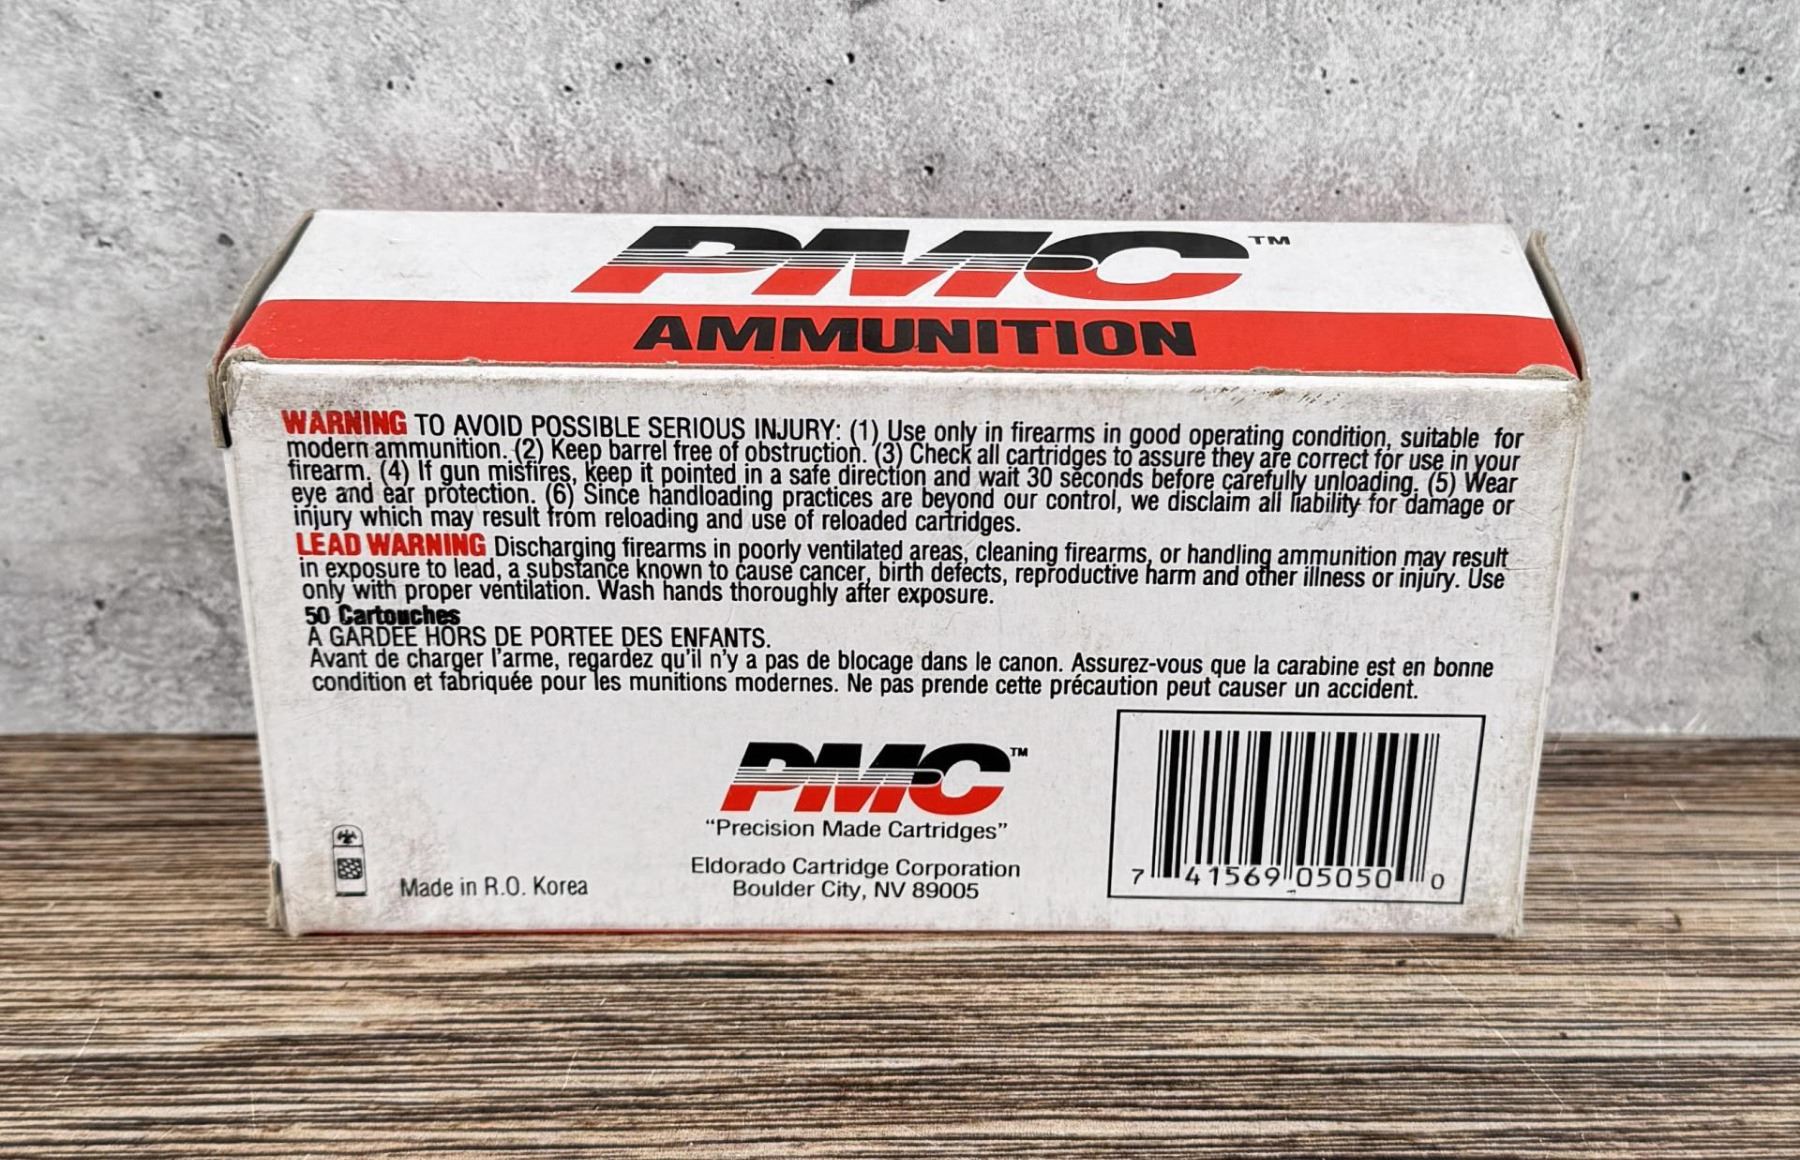 PMC™
AMMUNITION
WARNING TO AVOID POSSIBLE SERIOUS INJURY: (1) Use only in firearms in good operating condition, suitable for
modern ammunition. (2) Keep barrel free of obstruction. (3) Check all cartridges to assure they are correct for use in your
firearm. (4) If gun misfires, keep it pointed in a safe direction and wait 30 seconds before carefully unloading. (5) Wear
eye and ear protection. (6) Since handloading practices are beyond our control, we disclaim all liability for damage or
injury which may result from reloading and use of reloaded cartridges.
LEAD WARNING Discharging firearms in poorly ventilated areas, cleaning firearms, or handling ammunition may result
in exposure to lead, a substance known to cause cancer, birth defects, reproductive harm and other illness or injury. Use
only with proper ventilation. Wash hands thoroughly after exposure.
50 Cartouches
A GARDEE HORS DE PORTEE DES ENFANTS.
Avant de charger l'arme, regardez qu'il n'y a pas de blocage dans le canon. Assurez-vous que la carabine est en bonne
condition et fabriquée pour les munitions modernes. Ne pas prende cette précaution peut causer un accident.
PMC™
"Precision Made Cartridges"
Eldorado Cartridge Corporation
Boulder City, NV 89005
Made in R.O. Korea
7 41569 05050 0